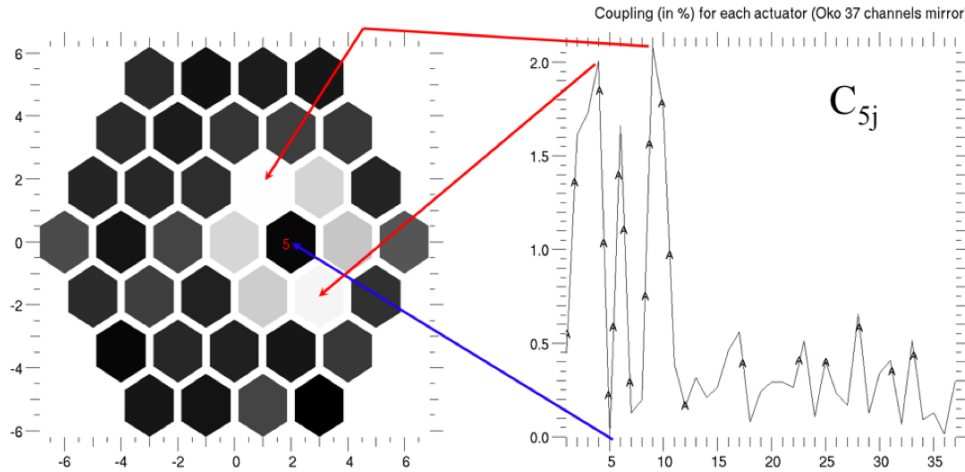 Coupling (in %) for each actuator (Oko 37 channels mirror
6
4
2
0
-2
-4
-6
-6 -4 -2 0 2 4 6
5
2.0
1.5
1.0
0.5
0.0
5 10 15 20 25 30 35
C5j
A A A A A A A A A A A A A A A A A A A A A